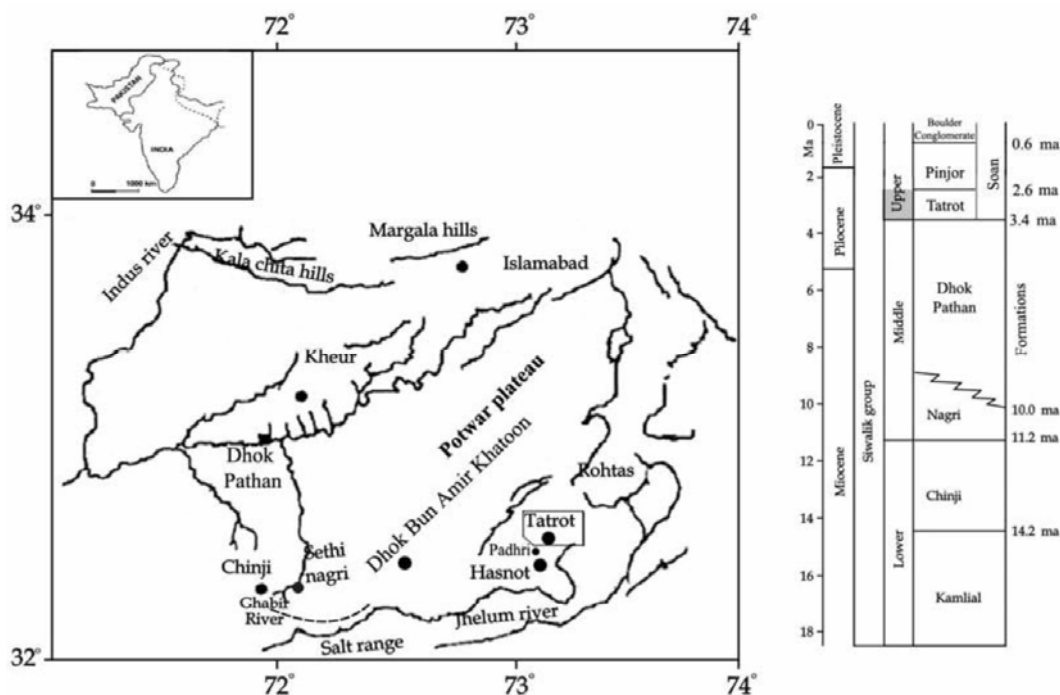 72°
73°
74°
PAKISTAN
INDIA
0 1000 km
34°
Margala hills
Indus river
Kala chita hills
Islamabad
Kheur
Potwar plateau
Dhok
Pathan
Dhok Bun Amir Khatoon
Rohtas
Tatrot
Padhri
Hasnot
Chinji
Sethi
nagri
Ghabir
River
Jhelum river
Salt range
32°
72°
73°
74°
0
Ma
2
4
6
8
10
12
14
16
18
Pleistocene
Pilocene
Miocene
Siwalik group
Upper
Middle
Lower
Boulder
Conglomerate
Pinjor
Tatrot
Soan
Dhok
Pathan
Nagri
Chinji
Kamlial
Formations
0.6 ma
2.6 ma
3.4 ma
10.0 ma
11.2 ma
14.2 ma